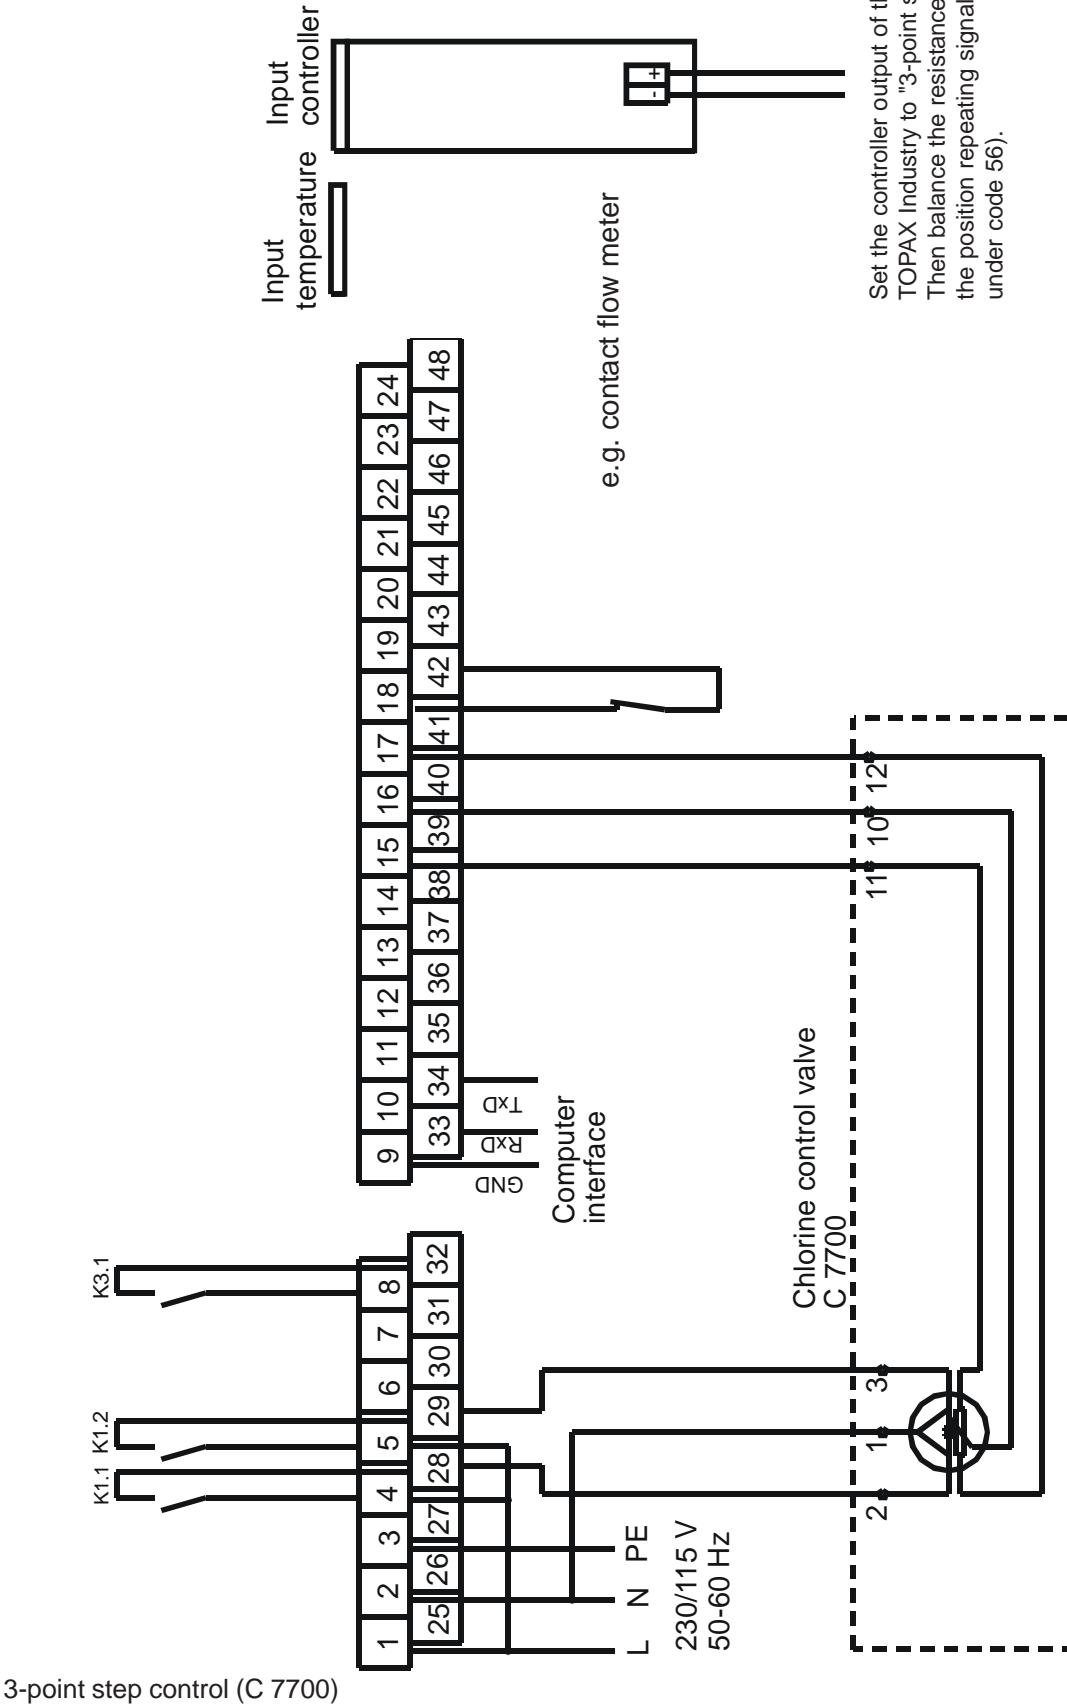 3-point step control (C 7700)
K1.1
K1.2
K3.1
1 2 3 4 5 6 7 8
25 26 27 28 29 30 31 32
9 10 11 12 13 14 15 16 17 18 19 20 21 22 23 24
33 34 35 36 37 38 39 40 41 42 43 44 45 46 47 48
L N PE
230/115 V
50-60 Hz
GND
RxD
TxD
Computer
interface
Input
temperature
Input
controller
+
-
e.g. contact flow meter
Chlorine control valve
C 7700
2 1 3
11 10 12
Set the controller output of
TOPAX Industry to "3-point
Then balance the resistance
the position repeating signal
under code 56).